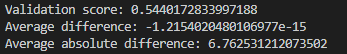 Validation score: 0.5440172833997188
Average difference: -1.2154020480106977e-15
Average absolute difference: 6.762531212073502